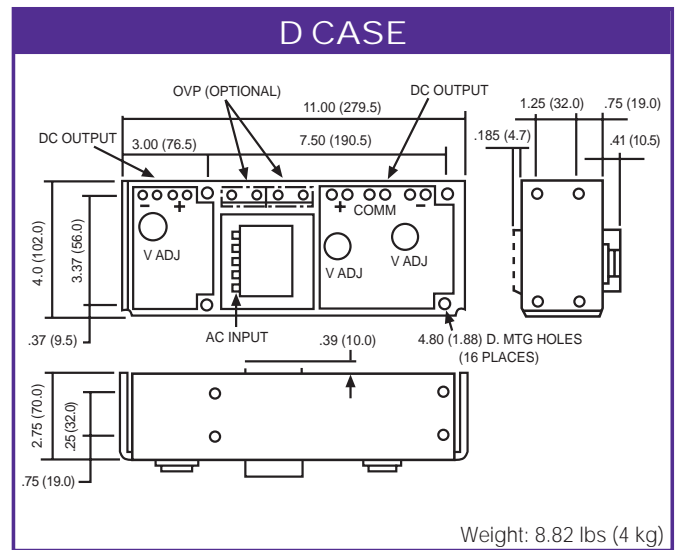 D CASE
OVP (OPTIONAL)
DC OUTPUT
11.00 (279.5)
1.25 (32.0)
.75 (19.0)
DC OUTPUT
3.00 (76.5)
7.50 (190.5)
.185 (4.7)
.41 (10.5)
- +
+ COMM -
V ADJ
V ADJ
V ADJ
4.0 (102.0)
3.37 (56.0)
.37 (9.5)
AC INPUT
.39 (10.0)
4.80 (1.88) D. MTG HOLES
(16 PLACES)
2.75 (70.0)
.25 (32.0)
.75 (19.0)
Weight: 8.82 lbs (4 kg)